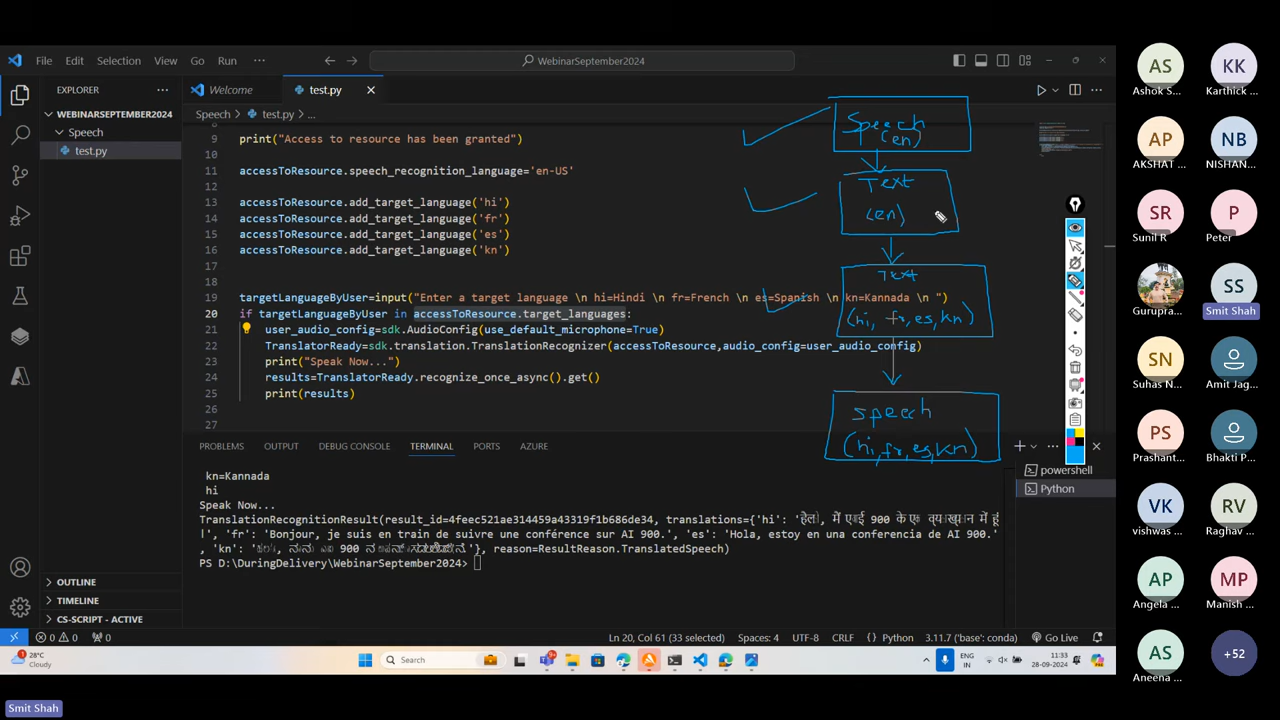 File Edit Selection View Go Run ··· WebinarSeptember2024
EXPLORER ···
Welcome test.py
WEBINARSEPTEMBER2024
Speech > test.py > ...
Speech
test.py
9 print("Access to resource has been granted")
10
11 accessToResource.speech_recognition_language='en-US'
12
13 accessToResource.add_target_language('hi')
14 accessToResource.add_target_language('fr')
15 accessToResource.add_target_language('es')
16 accessToResource.add_target_language('kn')
17
18
19 targetLanguageByUser=input("Enter a target language \n hi=Hindi \n fr=French \n es=Spanish \n kn=Kannada \n ")
20 if targetLanguageByUser in accessToResource.target_languages:
21 user_audio_config=sdk.AudioConfig(use_default_microphone=True)
22 TranslatorReady=sdk.translation.TranslationRecognizer(accessToResource,audio_config=user_audio_config)
23 print("Speak Now...")
24 results=TranslatorReady.recognize_once_async().get()
25 print(results)
26
27
Speech
(en)
Text
(en)
Text
(hi, fr,es,kn)
speech
(hi,fr,es,kn)
PROBLEMS OUTPUT DEBUG CONSOLE TERMINAL PORTS AZURE
powershell
Python
kn=Kannada
hi
Speak Now...
TranslationRecognitionResult(result_id=4feec521ae314459a43319f1b686de34, translations={'hi': 
', 'fr': 'Bonjour, je suis en train de suivre une conférence sur AI 900.', 'es': 'Hola, estoy en una conferencia de AI 900.'
, 'kn': 900 '}, reason=ResultReason.TranslatedSpeech)
PS D:\DuringDelivery\WebinarSeptember2024>
OUTLINE
TIMELINE
CS-SCRIPT - ACTIVE
0 0 0 Ln 20, Col 61 (33 selected) Spaces: 4 UTF-8 CRLF { } Python 3.11.7 ('base': conda) Go Live
28°C
Cloudy
Search
ENG
IN
11:33
28-09-2024
AS KK
Ashok S... Karthick ...
AP NB
AKSHAT ... NISHAN...
SR P
Sunil R Peter
SS
Gurupra... Smit Shah
SN
Suhas N... Amit Jag...
PS
Prashant... Bhakti P...
VK RV
vishwas ... Raghav ...
AP MP
Angela ... Manish ...
AS +52
Aneena ...
Smit Shah